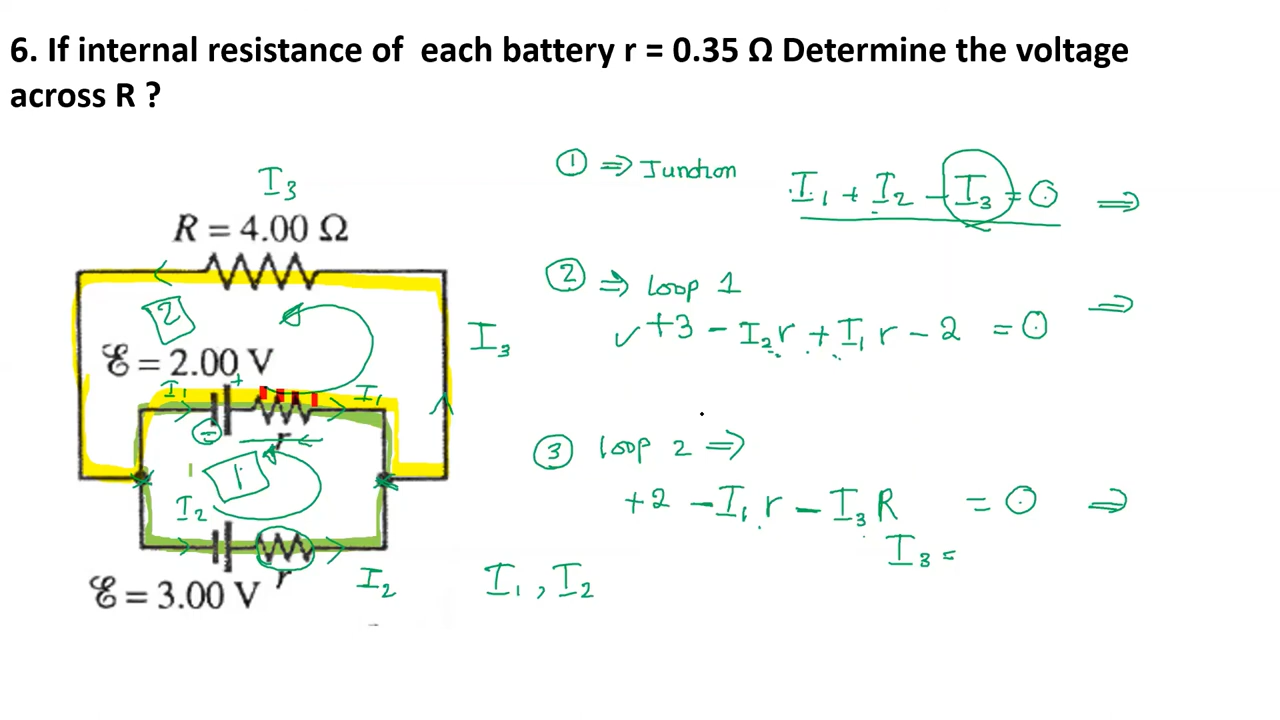 6. If internal resistance of each battery r = 0.35 Ω Determine the voltage
across R ?
I₃
R = 4.00 Ω
2
ℰ = 2.00 V
I₁ + I₁
−
r
I₃
1
I₂
r
I₂
ℰ = 3.00 V
① ⇒ Junction
I₁ + I₂ − I₃ = 0 ⇒
② ⇒ loop 1
✓ +3 − I₂r + I₁r − 2 = 0 ⇒
③ loop 2 ⇒
+2 − I₁r − I₃R = 0 ⇒
I₃ =
I₁, I₂